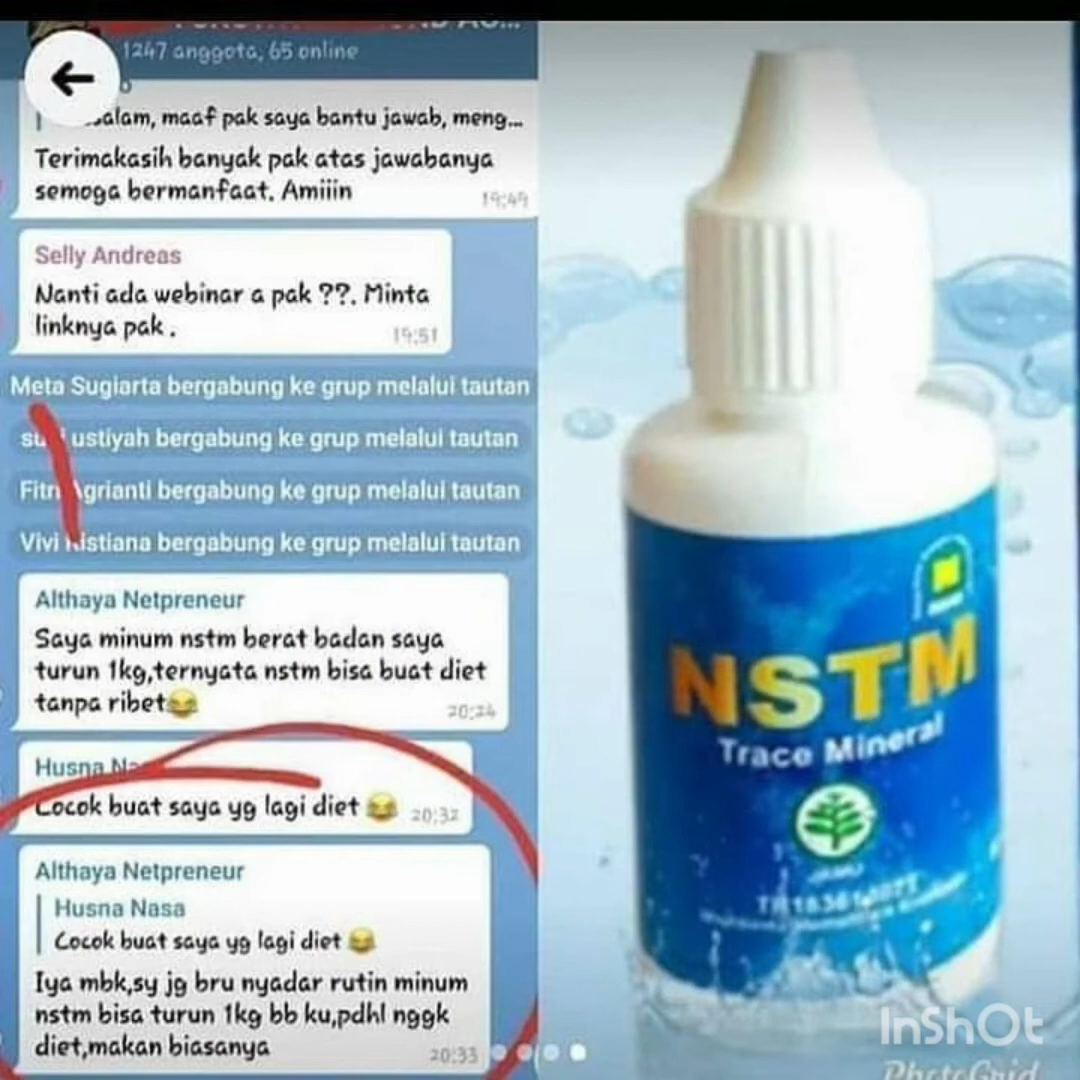 1247 anggota, 65 online
alam, maaf pak saya bantu jawab, meng...
Terimakasih banyak pak atas jawabanya
semoga bermanfaat. Amiiin
19:49
Selly Andreas
Nanti ada webinar a pak ??. Minta
linknya pak .
19:51
Meta Sugiarta bergabung ke grup melalui tautan
ustiyah bergabung ke grup melalui tautan
Agrianti bergabung ke grup melalui tautan
Vivi Ristiana bergabung ke grup melalui tautan
Althaya Netpreneur
Saya minum nstm berat badan saya
turun 1kg,ternyata nstm bisa buat diet
tanpa ribet😂
20:24
Husna
Cocok buat saya yg lagi diet 😂
20:32
Althaya Netpreneur
Husna Nasa
Cocok buat saya yg lagi diet 😂
Iya mbk,sy jg bru nyadar rutin minum
nstm bisa turun 1kg bb ku,pdhl nggk
diet,makan biasanya
20:33
NSTM
Trace Mineral
JAMU
InShOt
PhotoGrid